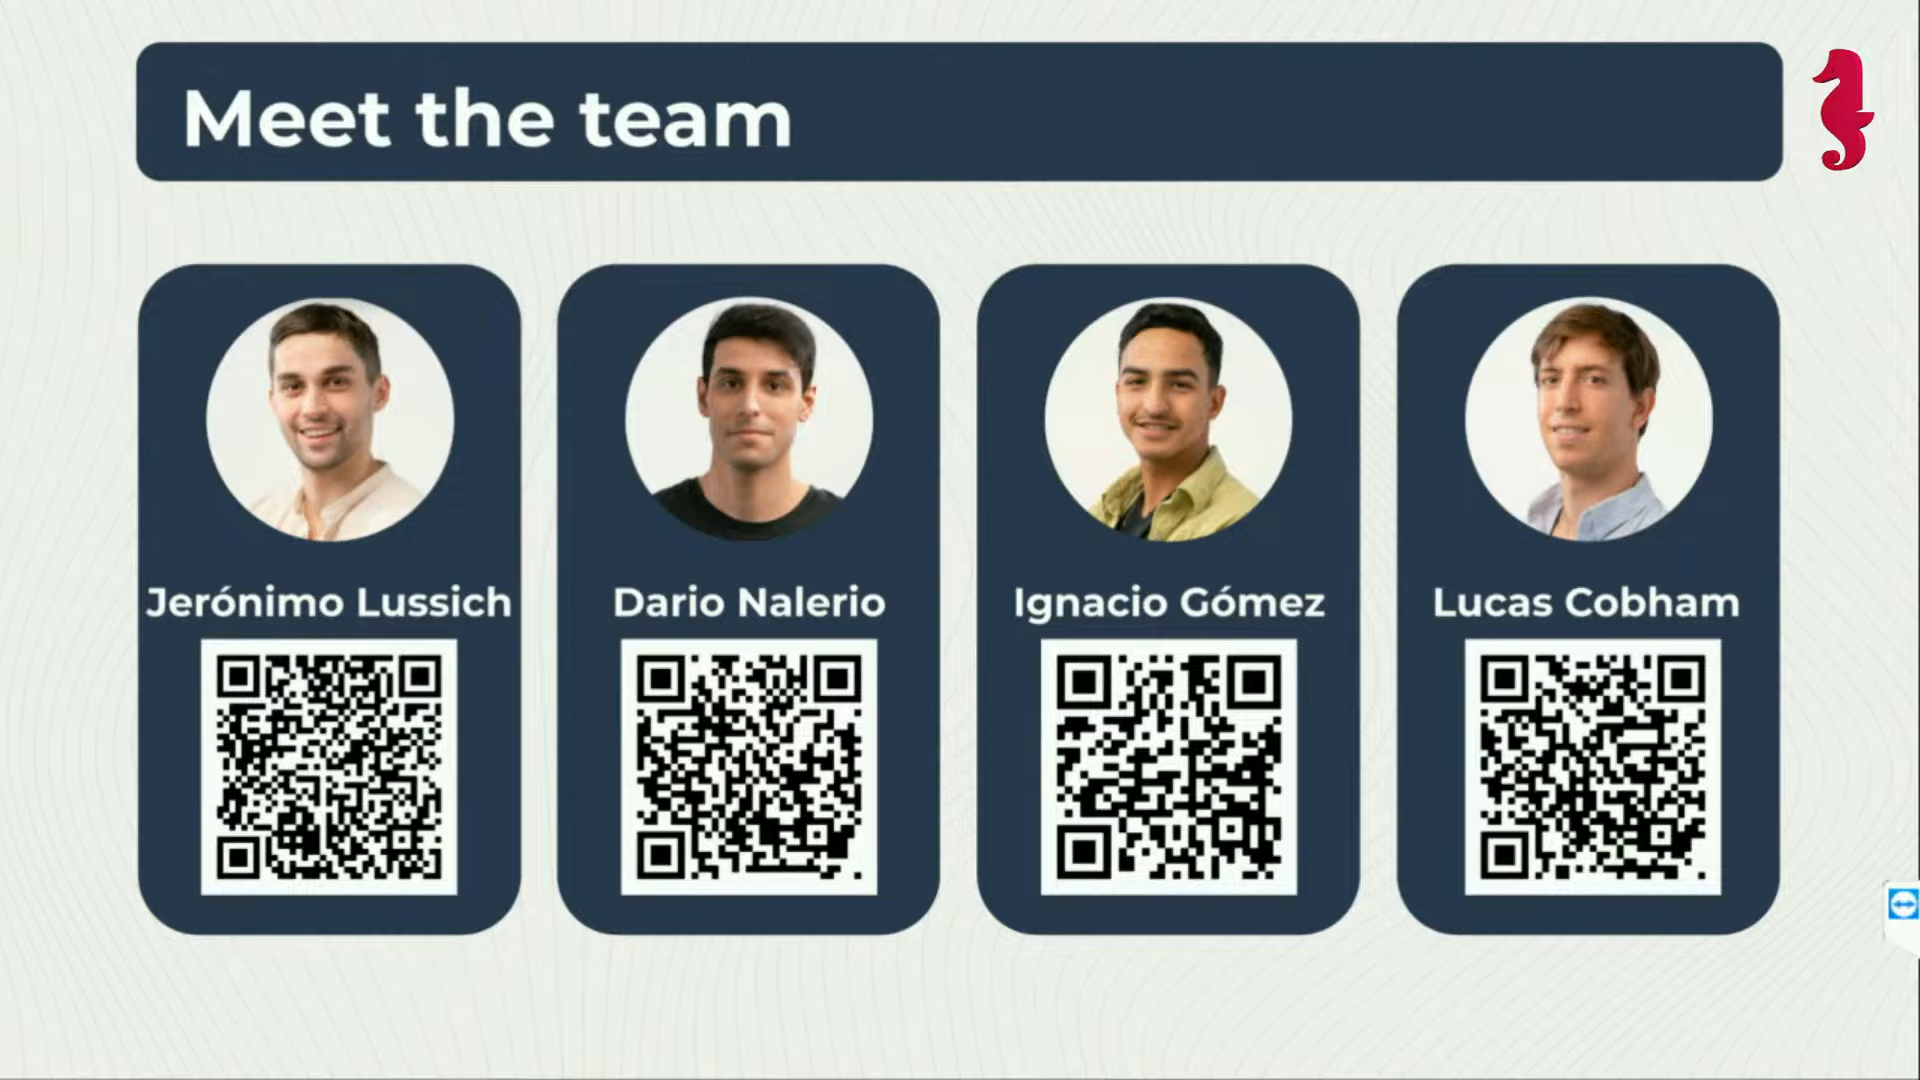 Meet the team
Jerónimo Lussich
Dario Nalerio
Ignacio Gómez
Lucas Cobham